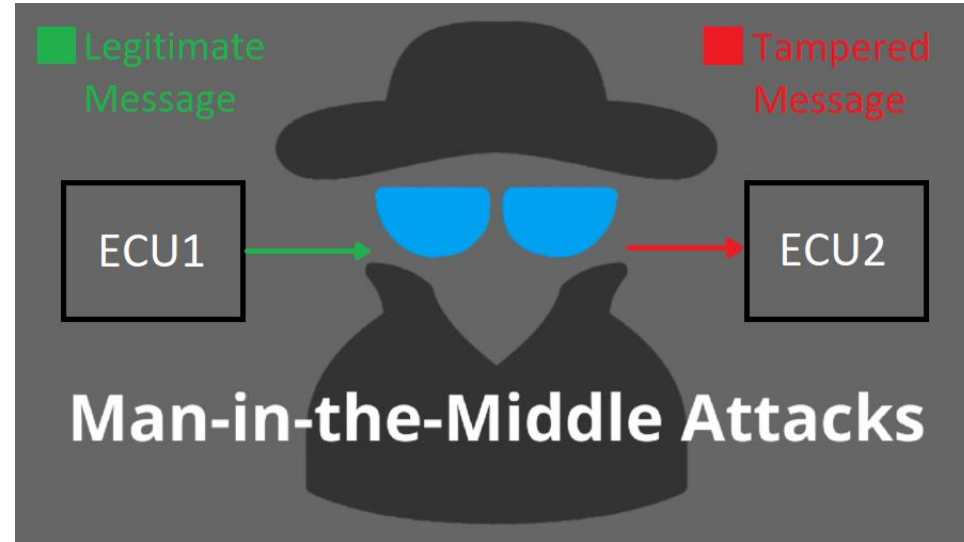 Legitimate
Message
Tampered
Message
ECU1
ECU2
Man-in-the-Middle Attacks